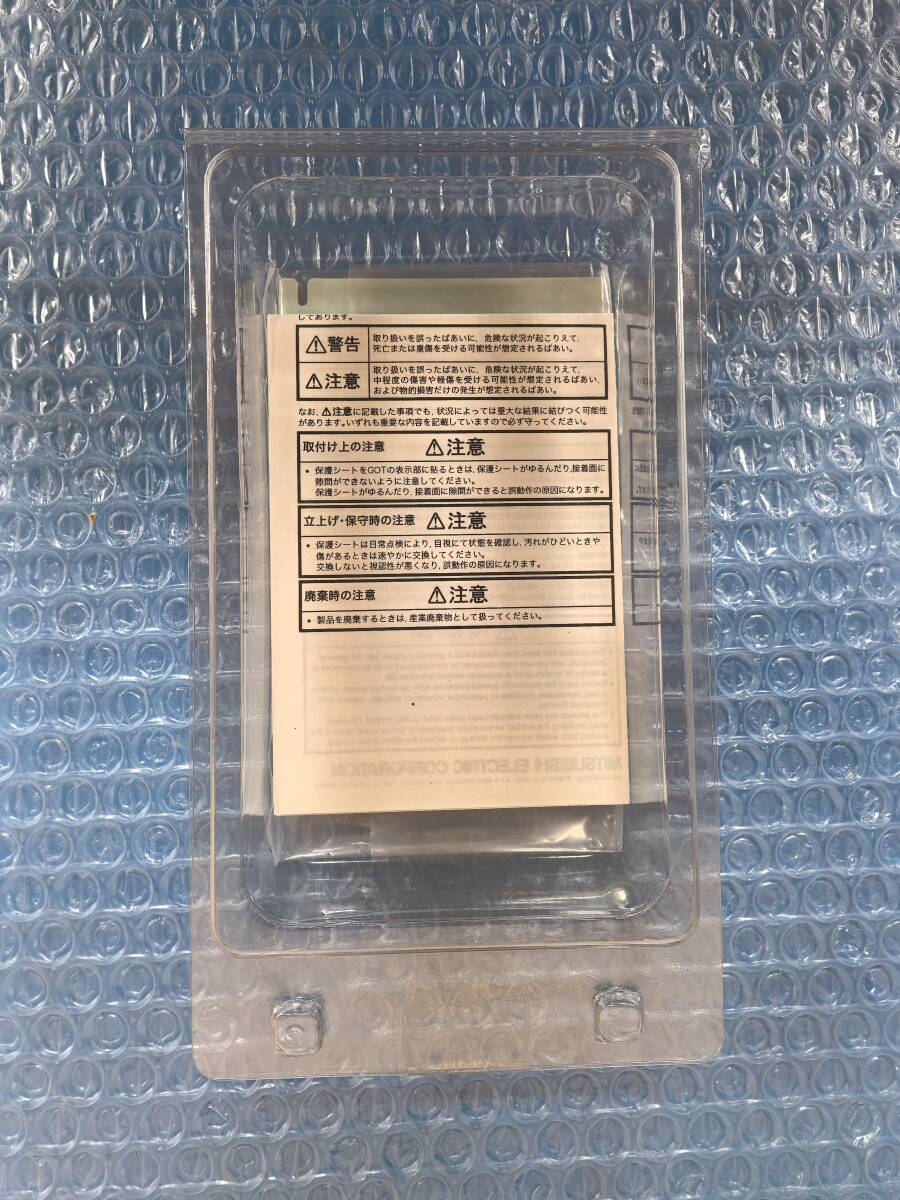 してあります。
⚠警告
取り扱いを誤ったばあいに、危険な状況が起こりえて、
死亡または重傷を受ける可能性が想定されるばあい。
⚠注意
取り扱いを誤ったばあいに、危険な状況が起こりえて、
中程度の傷害や軽傷を受ける可能性が想定されるばあい、
および物的損害だけの発生が想定されるばあい。
なお、⚠注意に記載した事項でも、状況によっては重大な結果に結びつく可能性
があります。いずれも重要な内容を記載していますので必ず守ってください。
取付け上の注意 ⚠注意
• 保護シートをGOTの表示部に貼るときは、保護シートがゆるんだり、接着面に
隙間ができないように注意してください。
保護シートがゆるんだり、接着面に隙間ができると誤動作の原因になります。
立上げ・保守時の注意 ⚠注意
• 保護シートは日常点検により、目視にて状態を確認し、汚れがひどいときや
傷があるときは速やかに交換してください。
交換しないと視認性が悪くなり、誤動作の原因になります。
廃棄時の注意 ⚠注意
• 製品を廃棄するときは、産業廃棄物として扱ってください。
MITSUBISHI ELECTRIC CORPORATION